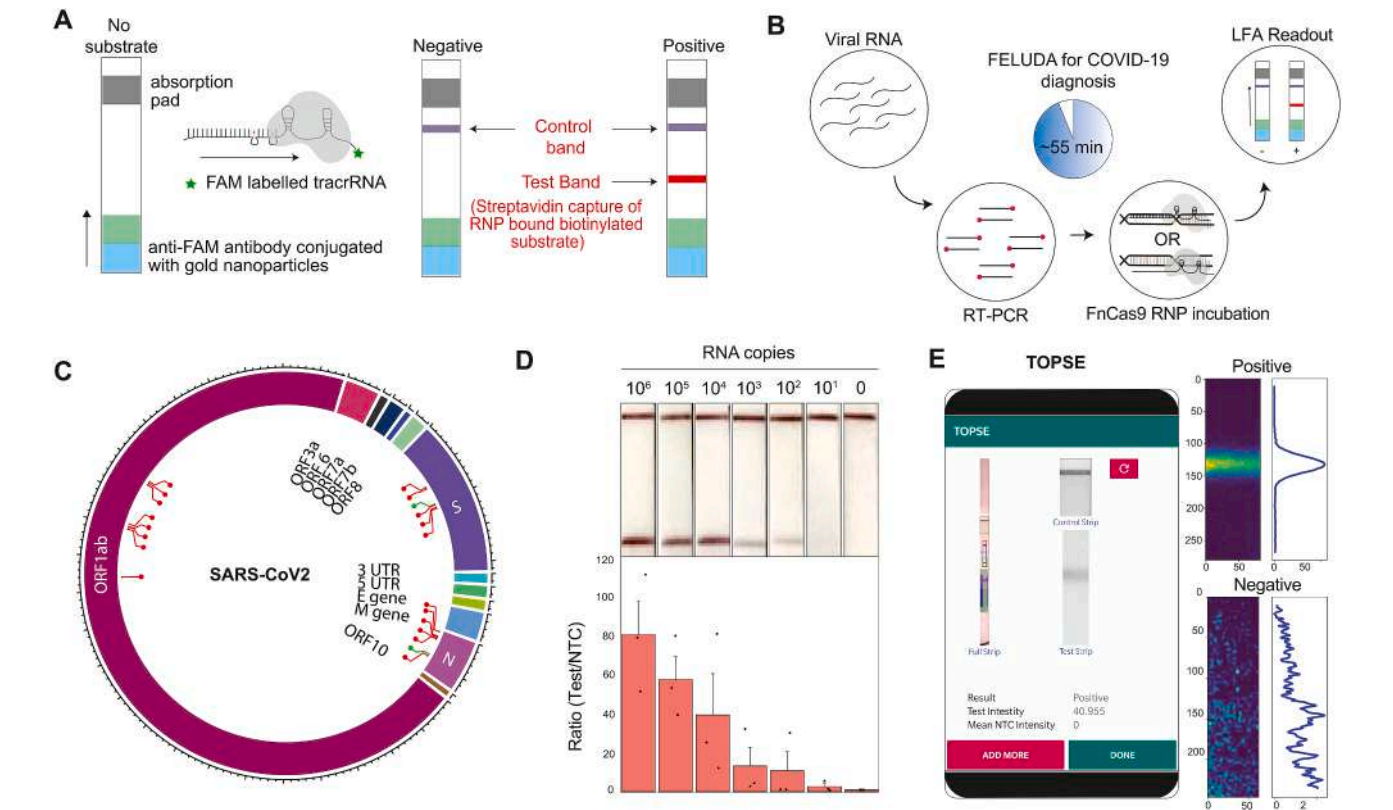 A
No
substrate
absorption
pad
FAM labelled tracrRNA
anti-FAM antibody conjugated
with gold nanoparticles
Negative
Positive
Control
band
Test Band
(Streptavidin capture of
RNP bound biotinylated
substrate)
B
Viral RNA
FELUDA for COVID-19
diagnosis
~55 min
LFA Readout
- +
RT-PCR
OR
FnCas9 RNP incubation
C
ORF1ab
ORF3a
ORF6
ORF7a
ORF7b
ORF8
S
SARS-CoV2
3 UTR
5 UTR
E gene
M gene
ORF10
N
D
RNA copies
10⁶ 10⁵ 10⁴ 10³ 10² 10¹ 0
Ratio (Test/NTC)
120
100
80
60
40
20
0
E
TOPSE
TOPSE
Control Strip
Full Strip
Test Strip
Result Positive
Test Intestity 40.955
Mean NTC Intensity 0
ADD MORE
DONE
Positive
0
50
100
150
200
250
0 50
0 50
Negative
0
50
100
150
200
0 50
0 2